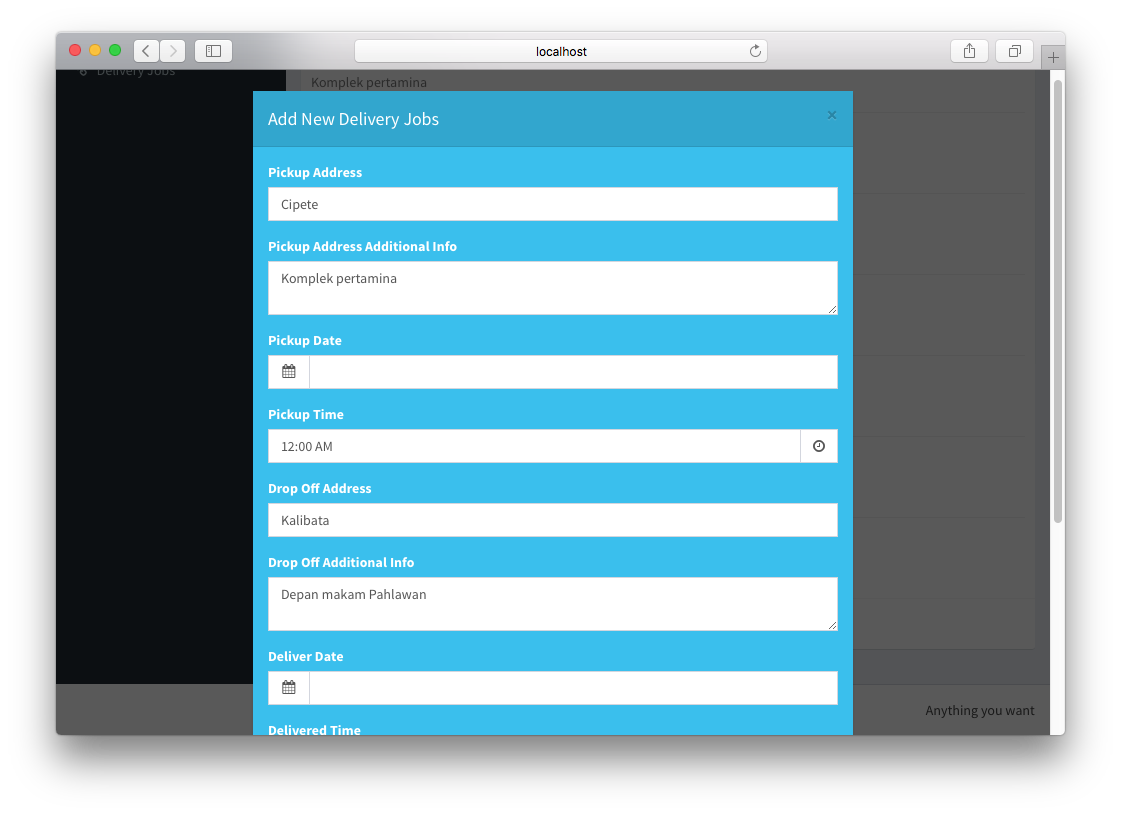 localhost
6 Delivery Jobs
Komplek pertamina
Add New Delivery Jobs
×
Pickup Address
Cipete
Pickup Address Additional Info
Komplek pertamina
Pickup Date
Pickup Time
12:00 AM
Drop Off Address
Kalibata
Drop Off Additional Info
Depan makam Pahlawan
Deliver Date
Delivered Time
Anything you want